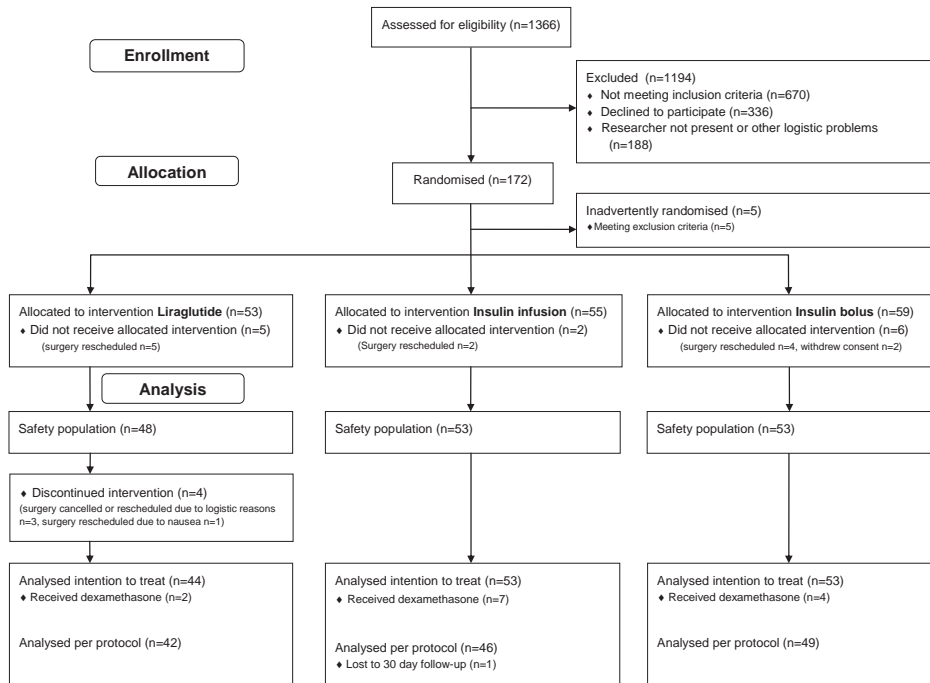 Assessed for eligibility (n=1366)
Enrollment
Excluded (n=1194)
♦ Not meeting inclusion criteria (n=670)
♦ Declined to participate (n=336)
♦ Researcher not present or other logistic problems
(n=188)
Allocation
Randomised (n=172)
Inadvertently randomised (n=5)
♦Meeting exclusion criteria (n=5)
Allocated to intervention Liraglutide (n=53)
♦ Did not receive allocated intervention (n=5)
(surgery rescheduled n=5)
Allocated to intervention Insulin infusion (n=55)
♦ Did not receive allocated intervention (n=2)
(Surgery rescheduled n=2)
Allocated to intervention Insulin bolus (n=59)
♦ Did not receive allocated intervention (n=6)
(surgery rescheduled n=4, withdrew consent n=2)
Analysis
Safety population (n=48)
Safety population (n=53)
Safety population (n=53)
♦ Discontinued intervention (n=4)
(surgery cancelled or rescheduled due to logistic reasons
n=3, surgery rescheduled due to nausea n=1)
Analysed intention to treat (n=44)
♦ Received dexamethasone (n=2)
Analysed per protocol (n=42)
Analysed intention to treat (n=53)
♦ Received dexamethasone (n=7)
Analysed per protocol (n=46)
♦ Lost to 30 day follow-up (n=1)
Analysed intention to treat (n=53)
♦ Received dexamethasone (n=4)
Analysed per protocol (n=49)